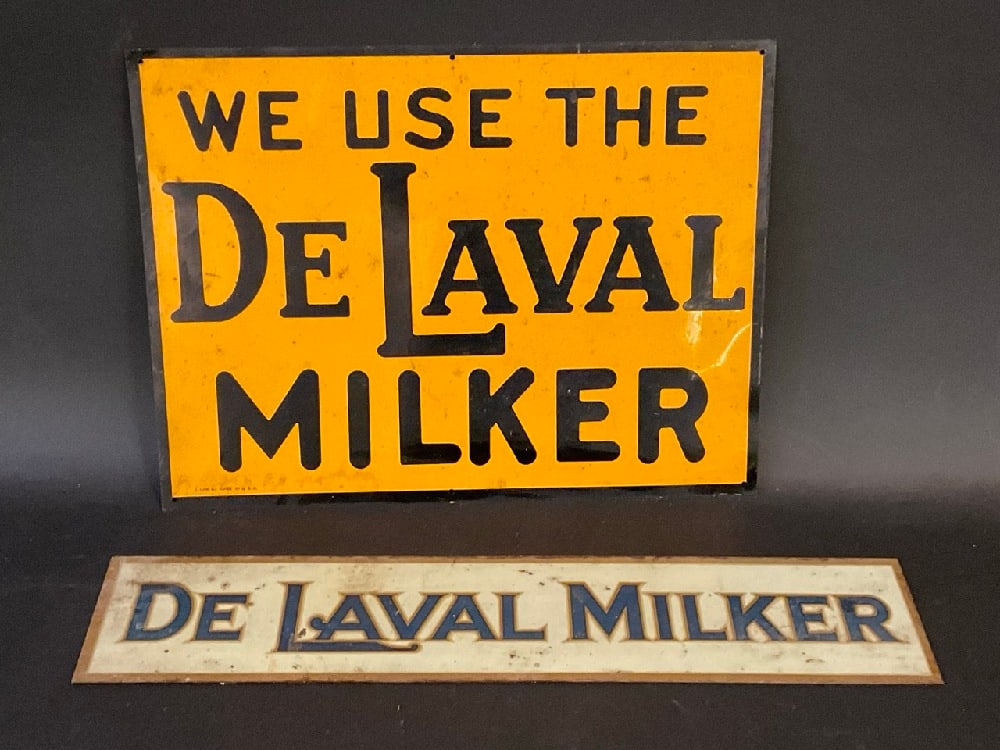 WE USE THE
DE LAVAL
MILKER
DE LAVAL MILKER